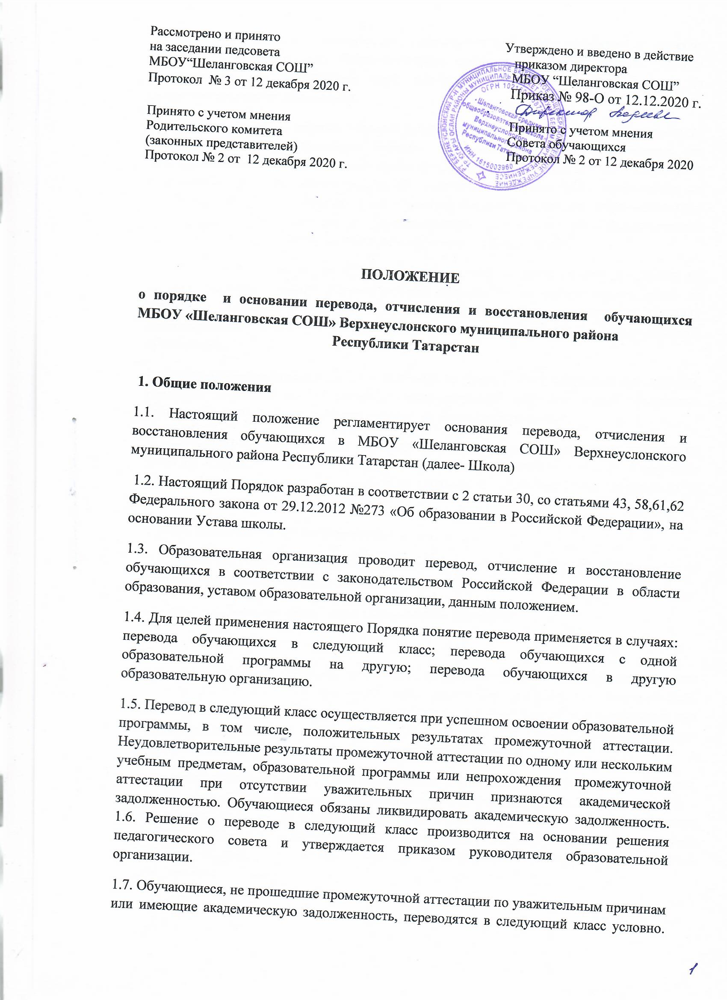 Рассмотрено и принято
на заседании педсовета
МБОУ“Шеланговская СОШ”
Протокол № 3 от 12 декабря 2020 г.
Принято с учетом мнения
Родительского комитета
(законных представителей)
Протокол № 2 от 12 декабря 2020 г.
Утверждено и введено в действие
приказом директора
МБОУ “Шеланговская СОШ”
Приказ № 98-О от 12.12.2020 г.
Директор
Принято с учетом мнения
Совета обучающихся
Протокол № 2 от 12 декабря 2020
Шеланговская средняя
общеобразовательная школа
Верхнеуслонского
муниципального района
Республики Татарстан
ИНН 1615003960
ПОЛОЖЕНИЕ
о порядке и основании перевода, отчисления и восстановления обучающихся
МБОУ «Шеланговская СОШ» Верхнеуслонского муниципального района
Республики Татарстан
1. Общие положения
1.1. Настоящий положение регламентирует основания перевода, отчисления и
восстановления обучающихся в МБОУ «Шеланговская СОШ» Верхнеуслонского
муниципального района Республики Татарстан (далее- Школа)
1.2. Настоящий Порядок разработан в соответствии с 2 статьи 30, со статьями 43, 58,61,62
Федерального закона от 29.12.2012 №273 «Об образовании в Российской Федерации», на
основании Устава школы.
1.3. Образовательная организация проводит перевод, отчисление и восстановление
обучающихся в соответствии с законодательством Российской Федерации в области
образования, уставом образовательной организации, данным положением.
1.4. Для целей применения настоящего Порядка понятие перевода применяется в случаях:
перевода обучающихся в следующий класс; перевода обучающихся с одной
образовательной программы на другую; перевода обучающихся в другую
образовательную организацию.
1.5. Перевод в следующий класс осуществляется при успешном освоении образовательной
программы, в том числе, положительных результатах промежуточной аттестации.
Неудовлетворительные результаты промежуточной аттестации по одному или нескольким
учебным предметам, образовательной программы или непрохождения промежуточной
аттестации при отсутствии уважительных причин признаются академической
задолженностью. Обучающиеся обязаны ликвидировать академическую задолженность.
1.6. Решение о переводе в следующий класс производится на основании решения
педагогического совета и утверждается приказом руководителя образовательной
организации.
1.7. Обучающиеся, не прошедшие промежуточной аттестации по уважительным причинам
или имеющие академическую задолженность, переводятся в следующий класс условно.
1